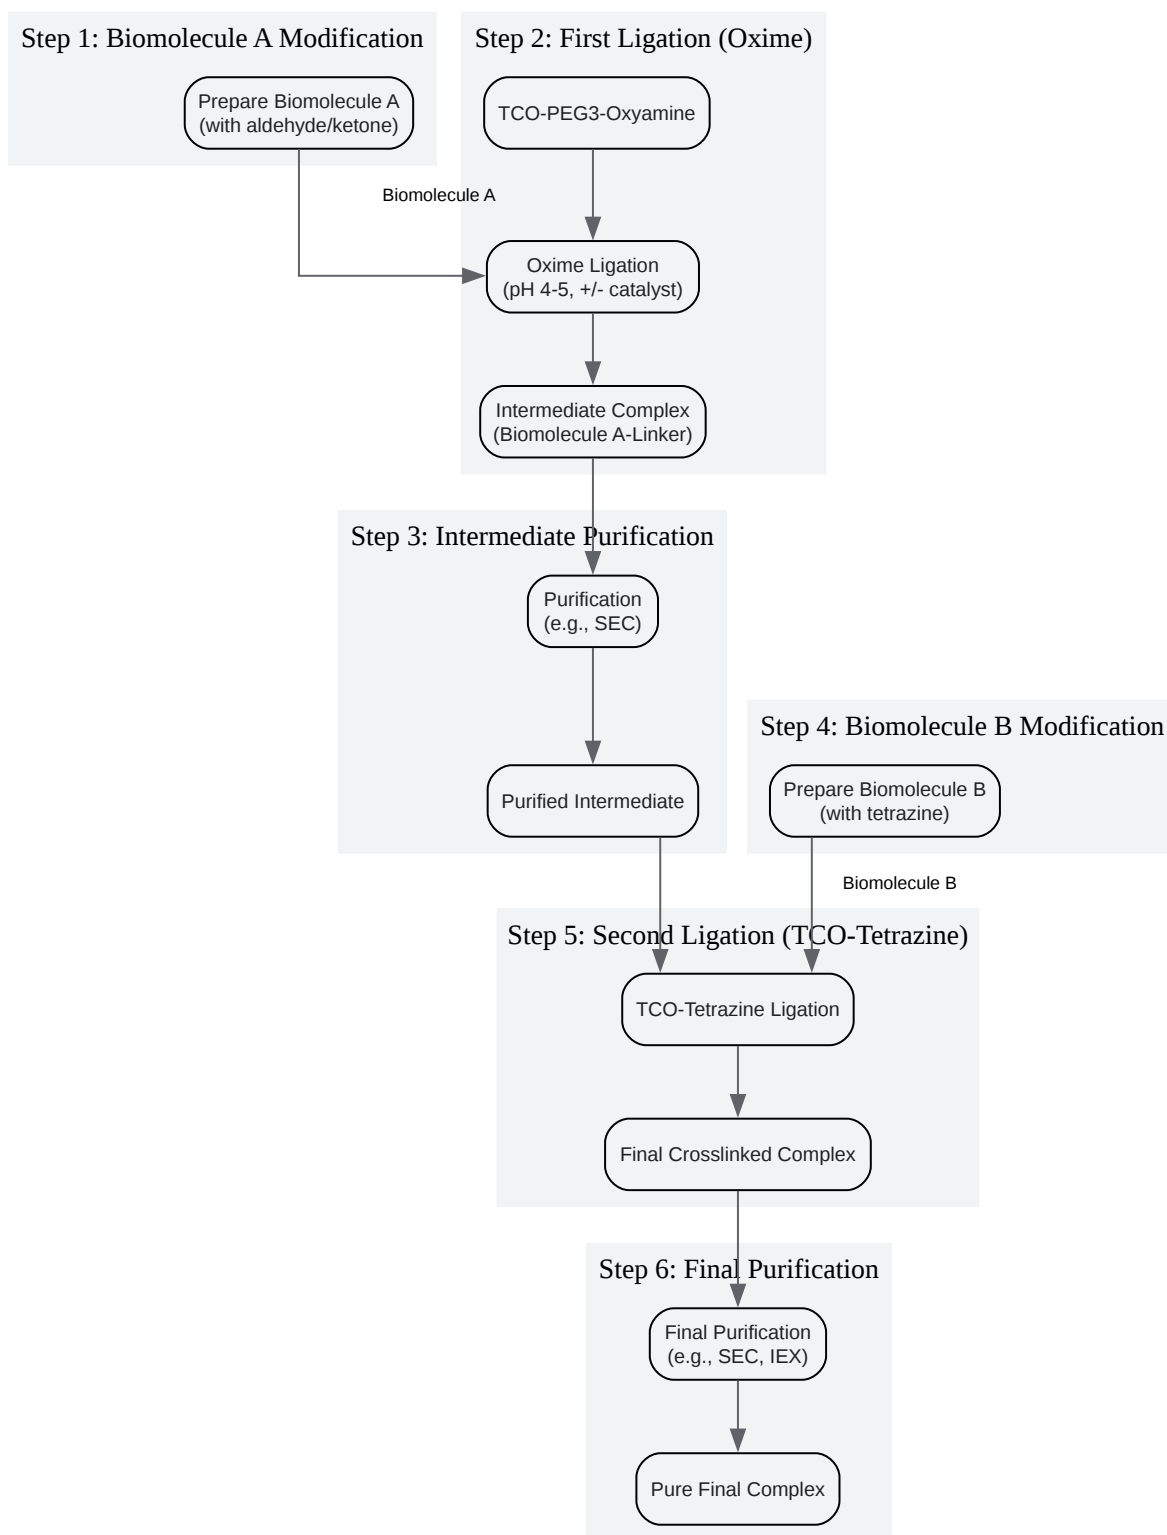 Step 1: Biomolecule A Modification
Prepare Biomolecule A
(with aldehyde/ketone)
Biomolecule A
Step 2: First Ligation (Oxime)
TCO-PEG3-Oxyamine
Oxime Ligation
(pH 4-5, +/- catalyst)
Intermediate Complex
(Biomolecule A-Linker)
Step 3: Intermediate Purification
Purification
(e.g., SEC)
Purified Intermediate
Step 4: Biomolecule B Modification
Prepare Biomolecule B
(with tetrazine)
Biomolecule B
Step 5: Second Ligation (TCO-Tetrazine)
TCO-Tetrazine Ligation
Final Crosslinked Complex
Step 6: Final Purification
Final Purification
(e.g., SEC, IEX)
Pure Final Complex